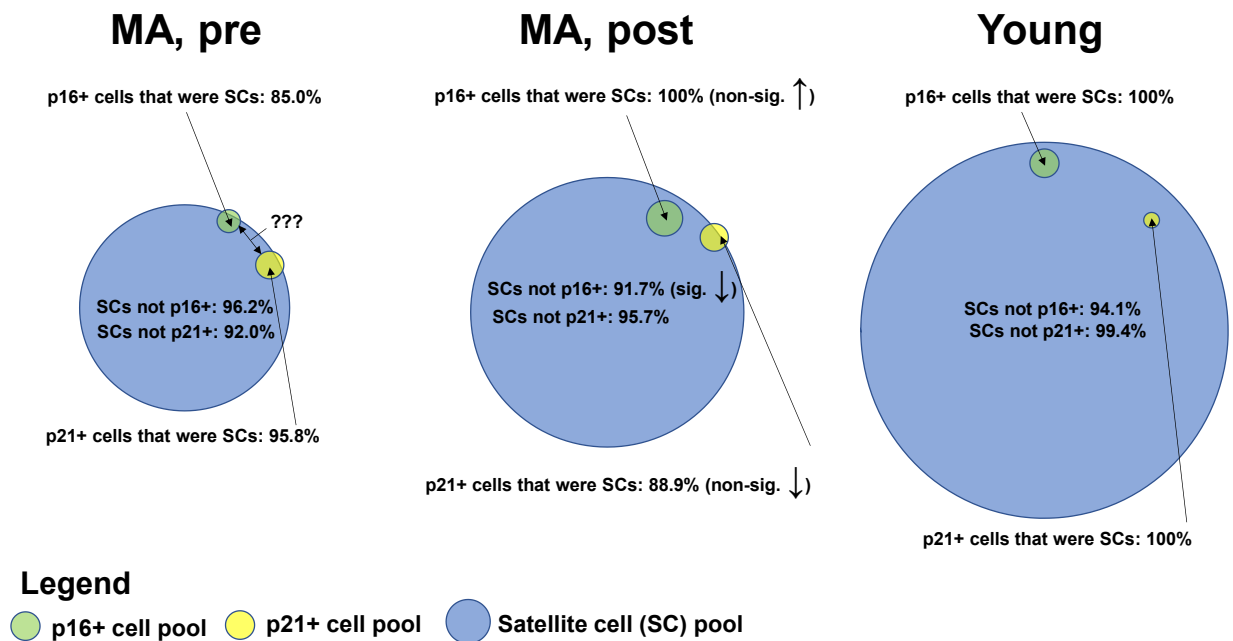 MA, pre
p16+ cells that were SCs: 85.0%
???
SCs not p16+: 96.2%
SCs not p21+: 92.0%
p21+ cells that were SCs: 95.8%
MA, post
p16+ cells that were SCs: 100% (non-sig. ↑)
SCs not p16+: 91.7% (sig. ↓)
SCs not p21+: 95.7%
p21+ cells that were SCs: 88.9% (non-sig. ↓)
Young
p16+ cells that were SCs: 100%
SCs not p16+: 94.1%
SCs not p21+: 99.4%
p21+ cells that were SCs: 100%
Legend
p16+ cell pool
p21+ cell pool
Satellite cell (SC) pool